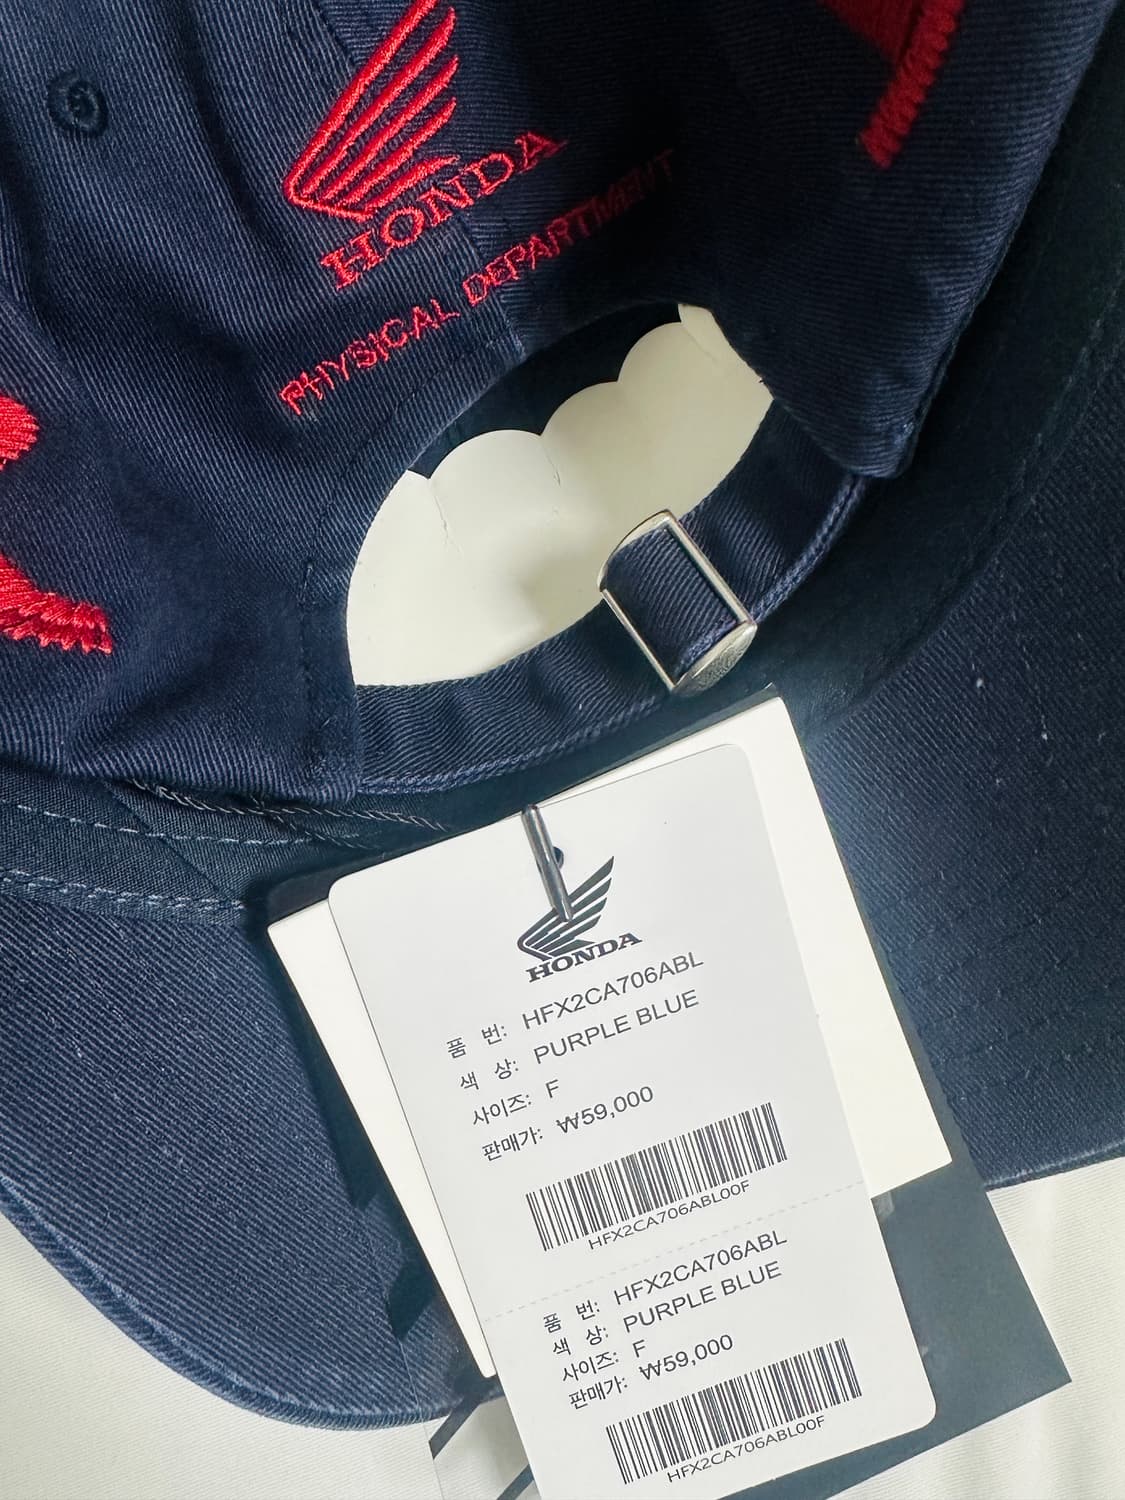 HONDA
PHYSICAL DEPARTMENT
HONDA
품 번: HFX2CA706ABL
색 상: PURPLE BLUE
사이즈: F
판매가: ₩59,000
HFX2CA706ABL00F
품 번: HFX2CA706ABL
색 상: PURPLE BLUE
사이즈: F
판매가: ₩59,000
HFX2CA706ABL00F